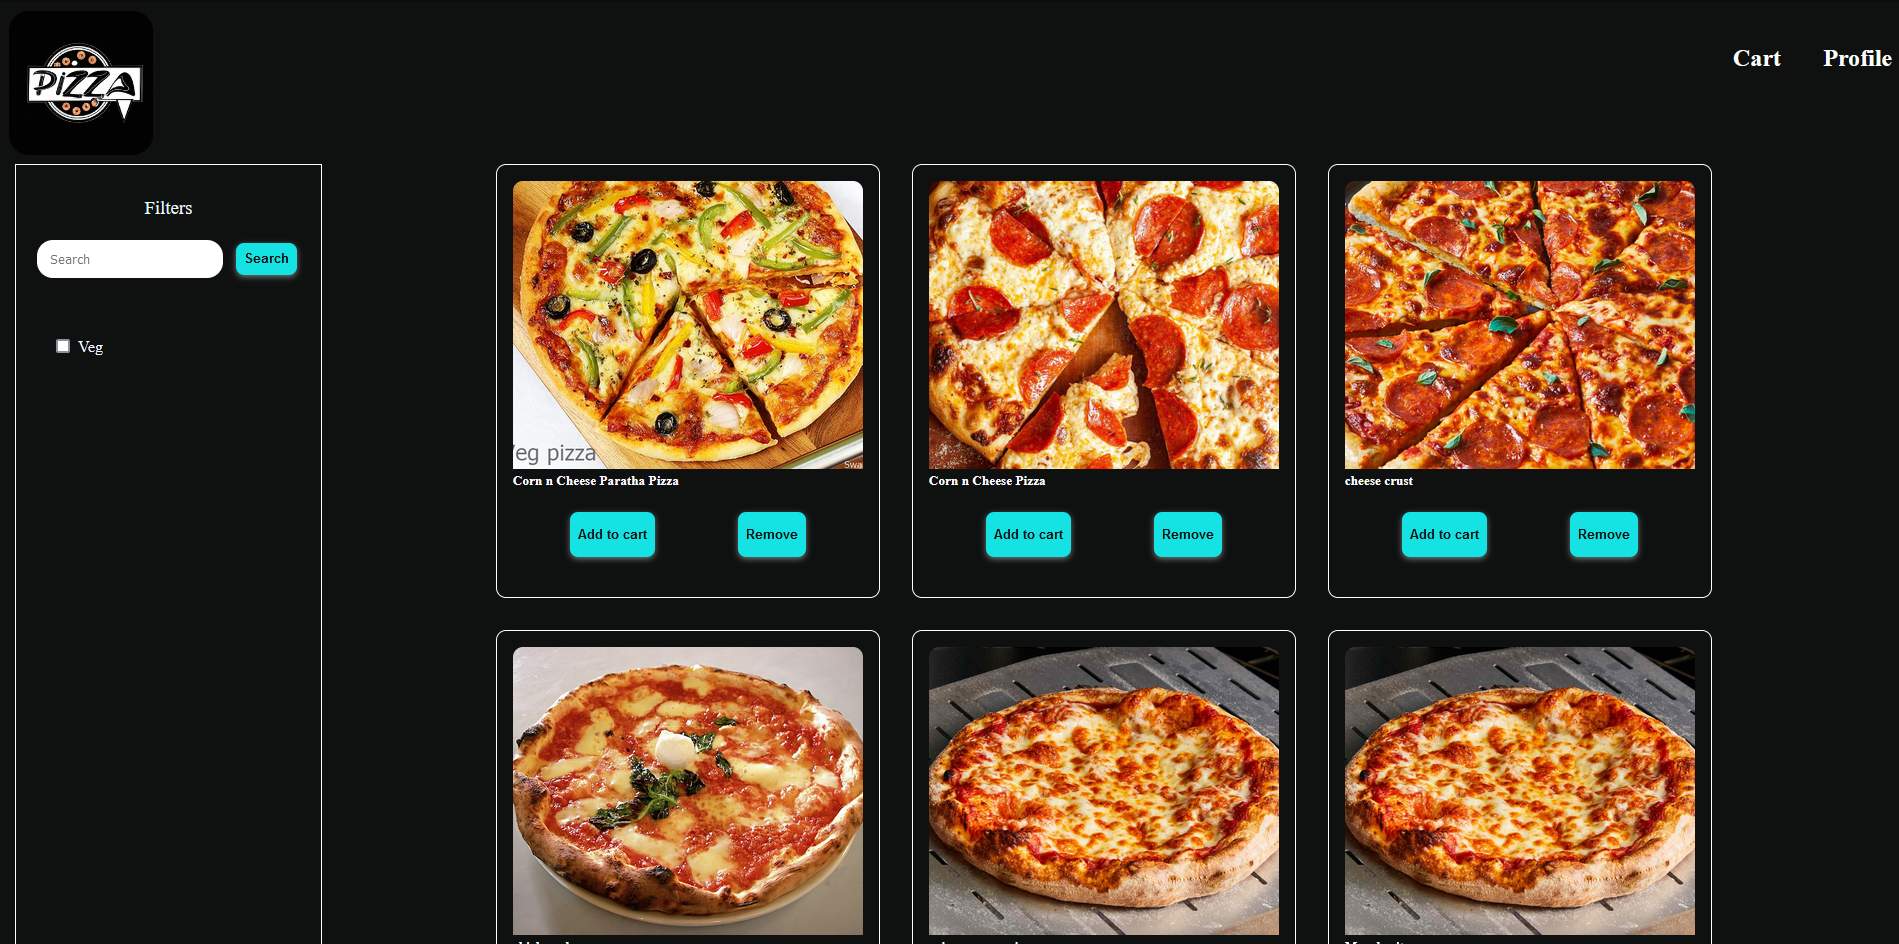 PiZZA
Cart
Profile
Filters
Search
Search
Veg
eg pizza
Swa
Corn n Cheese Paratha Pizza
Corn n Cheese Pizza
cheese crust
Add to cart
Remove
Add to cart
Remove
Add to cart
Remove